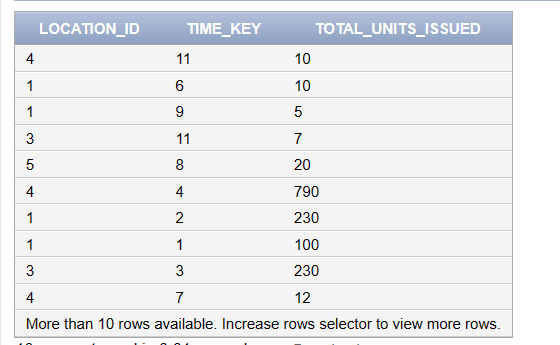 LOCATION_ID TIME_KEY TOTAL_UNITS_ISSUED
4 11 10
1 6 10
1 9 5
3 11 7
5 8 20
4 4 790
1 2 230
1 1 100
3 3 230
4 7 12
More than 10 rows available. Increase rows selector to view more rows.